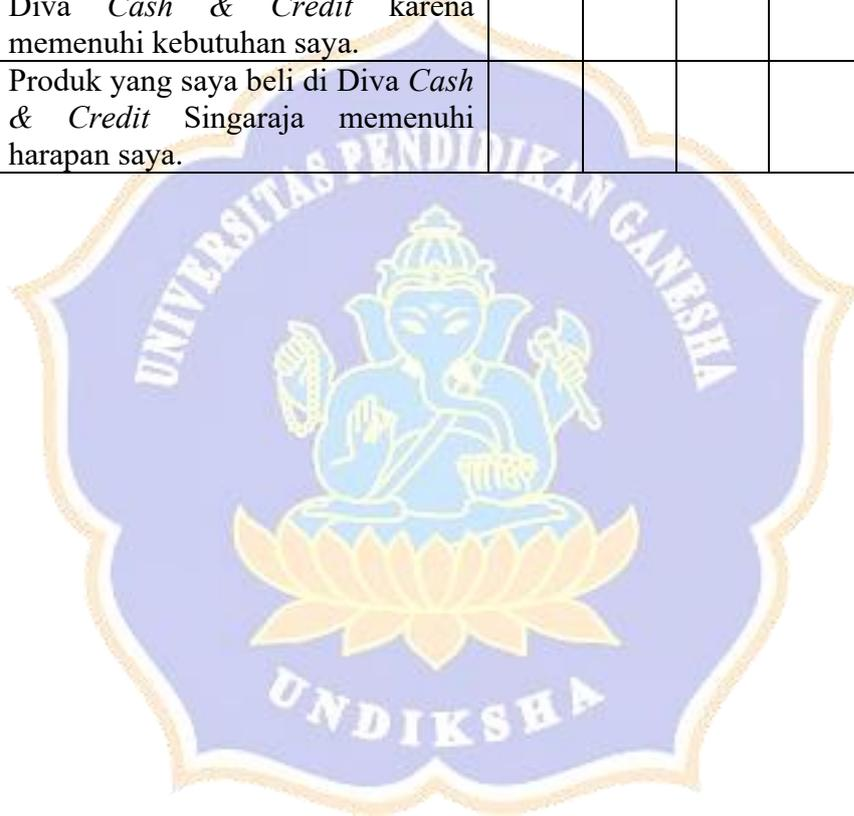 Diva Cash & Credit karena
memenuhi kebutuhan saya.
Produk yang saya beli di Diva Cash
& Credit Singaraja memenuhi
harapan saya.
UNIVERSITAS PENDIDIKAN GANESHA
UNDIKSHA